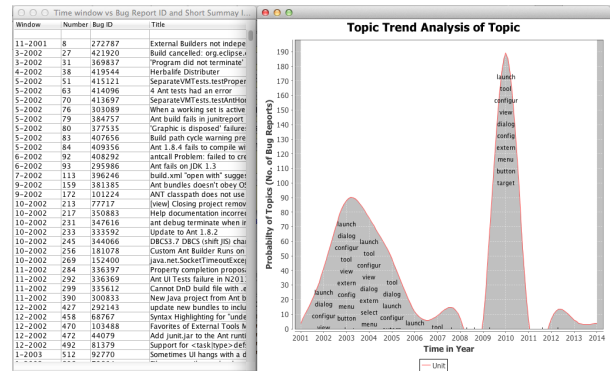 Time window vs Bug Report ID and Short Summay I...
Window Number Bug ID Title
11-2001 8 272787 External Builders not indepe
3-2002 27 421920 Build cancelled: org.eclipse.
3-2002 31 369837 'Program did not terminate'
4-2002 38 419544 Herbalife Distributer
5-2002 51 415121 SeparateVMTests.testProper
5-2002 63 414096 4 Ant tests had an error
5-2002 70 413697 SeparateVMTests.testAntHor
5-2002 76 303089 When a working set is active
5-2002 79 384757 Ant build fails in junitreport
5-2002 80 377535 'Graphic is disposed' failures
5-2002 83 407656 Build path cycle warning pre
5-2002 84 409356 Ant 1.8.4 fails to compile wi
6-2002 92 408292 antcall Problem: failed to cre
6-2002 93 295986 Ant fails on JDK 1.3
7-2002 113 396246 build.xml "open with" sugges
9-2002 159 381385 Ant bundles doesn't obey OS
9-2002 172 101224 ANT classpath does not use
10-2002 213 77717 [view] Closing project remov
10-2002 217 350883 Help documentation incorre
10-2002 231 347616 ant debug terminate when ir
10-2002 233 333592 Update to Ant 1.8.2
10-2002 245 344066 DBCS3.7 DBCS (shift JIS) char
10-2002 256 181078 Custom Ant Builder Runs on
10-2002 269 152400 java.net.SocketTimeoutExcep
11-2002 284 336397 Property completion proposa
11-2002 292 336369 Ant UI Tests failure in N201
11-2002 299 335612 Cannot DnD build file with .e
11-2002 390 300833 New Java project from Ant b
12-2002 427 292143 update new bundles to inclu
12-2002 458 68767 Syntax Highlighting for "unde
12-2002 470 103488 Favorites of External Tools M
12-2002 472 44079 Add junit.jar to the Ant runti
12-2002 492 81379 Support for <task|type>defs
1-2003 512 92770 Sometimes UI hangs with a d
Topic Trend Analysis of Topic
Probablity of Topics (No. of Bug Reports)
190
180
170
160
150
140
130
120
110
100
90
80
70
60
50
40
30
20
10
0
launch
dialog
configur
view
launch
dialog
configur
tool
view
extern
config
menu
button
launch
tool
configur
view
dialog
extern
select
menu
tool
dialog
launch
configur
launch
tool
launch
tool
configur
view
dialog
config
extern
menu
button
target
2001 2002 2003 2004 2005 2006 2007 2008 2009 2010 2011 2012 2013 2014
Time in Year
Unit